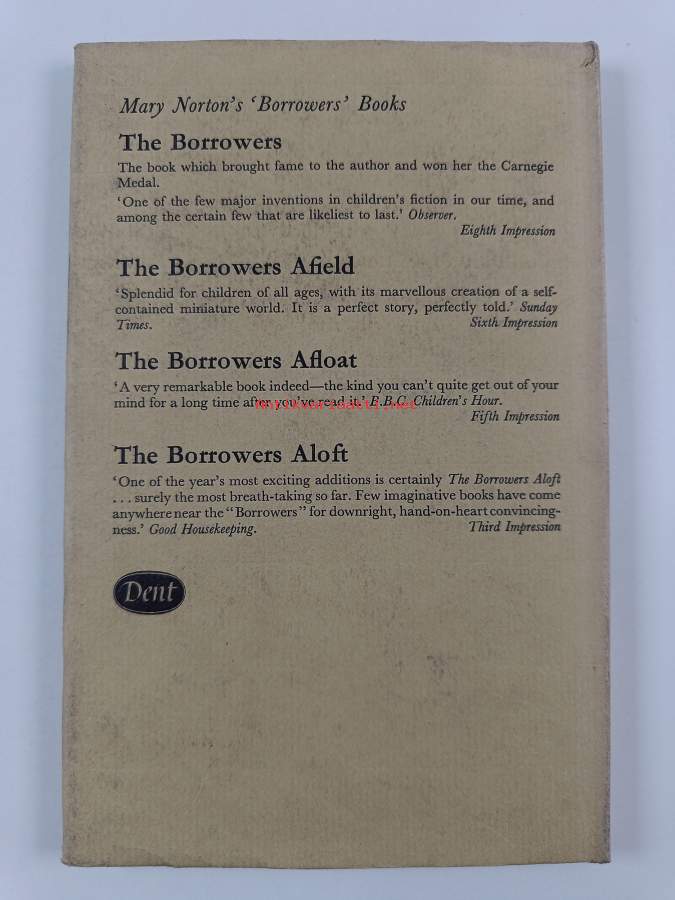 Mary Norton's 'Borrowers' Books
The Borrowers
The book which brought fame to the author and won her the Carnegie
Medal.
'One of the few major inventions in children's fiction in our time, and
among the certain few that are likeliest to last.' Observer.
Eighth Impression
The Borrowers Afield
'Splendid for children of all ages, with its marvellous creation of a self-
contained miniature world. It is a perfect story, perfectly told.' Sunday
Times. Sixth Impression
The Borrowers Afloat
'A very remarkable book indeed—the kind you can't quite get out of your
mind for a long time after you've read it.' B.B.C. Children's Hour.
antikvariaatti.net
Fifth Impression
The Borrowers Aloft
'One of the year's most exciting additions is certainly The Borrowers Aloft
... surely the most breath-taking so far. Few imaginative books have come
anywhere near the "Borrowers" for downright, hand-on-heart convincing-
ness.' Good Housekeeping. Third Impression
Dent